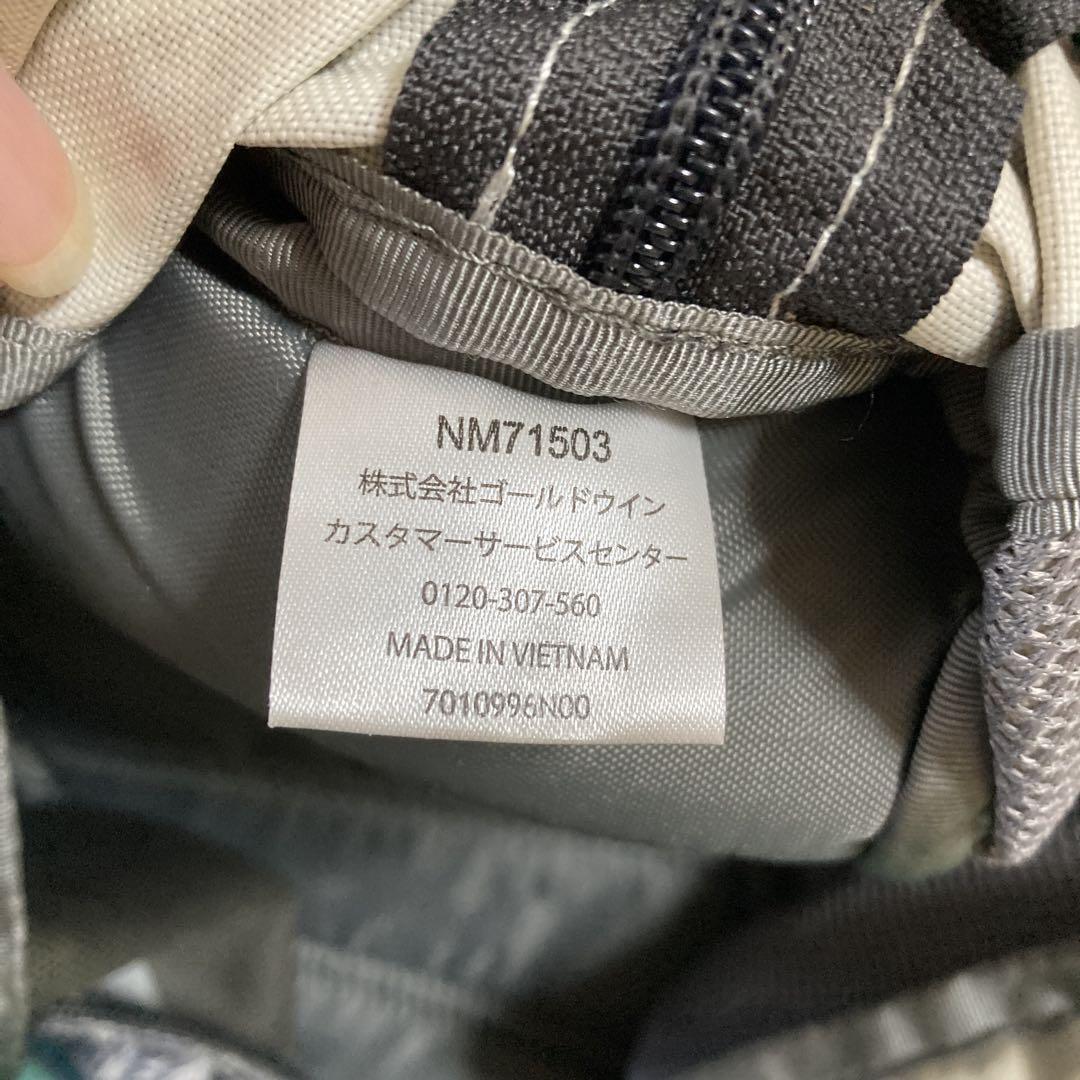 NM71503
株式会社ゴールドウイン
カスタマーサービスセンター
0120-307-560
MADE IN VIETNAM
7010996N00